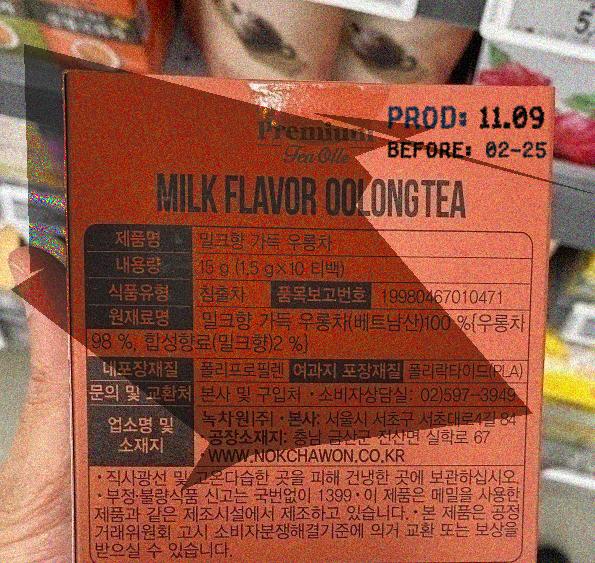 PROD: 11.09
BEFORE: 02-25
Premium
Tea Olle
MILK FLAVOR OOLONG TEA
제품명 밀크향 가득 우롱차
내용량 15 g (1.5 g×10 티백)
식품유형 침출차 품목보고번호 19980467010471
원재료명 밀크향 가득 우롱차(베트남산)100 %{우롱차
98 %, 합성향료(밀크향)2 %}
내포장재질 폴리프로필렌 여과지 포장재질 폴리락타이드(PLA)
문의 및 교환처 본사 및 구입처 · 소비자상담실: 02)597-3949
업소명 및 소재지 녹차원(주) · 본사: 서울시 서초구 서초대로4길 84
공장소재지: 충남 금산군 진산면 실학로 67
WWW.NOKCHAWON.CO.KR
· 직사광선 및 고온다습한 곳을 피해 건냉한 곳에 보관하십시오.
· 부정·불량식품 신고는 국번없이 1399 · 이 제품은 메밀을 사용한
제품과 같은 제조시설에서 제조하고 있습니다. · 본 제품은 공정
거래위원회 고시 소비자분쟁해결기준에 의거 교환 또는 보상을
받으실 수 있습니다.